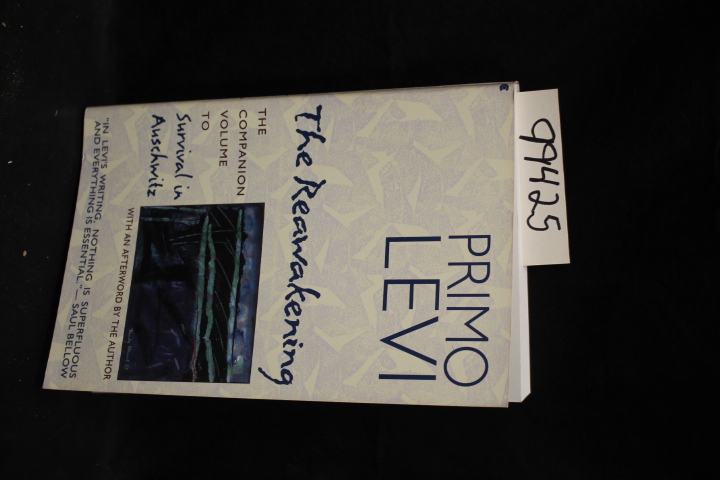 99425
PRIMO
LEVI
The Reawakening
THE
COMPANION
VOLUME
TO
Survival in
Auschwitz
WITH AN AFTERWORD BY THE AUTHOR
"IN LEVI'S WRITING, NOTHING IS SUPERFLUOUS
AND EVERYTHING IS ESSENTIAL."—SAUL BELLOW